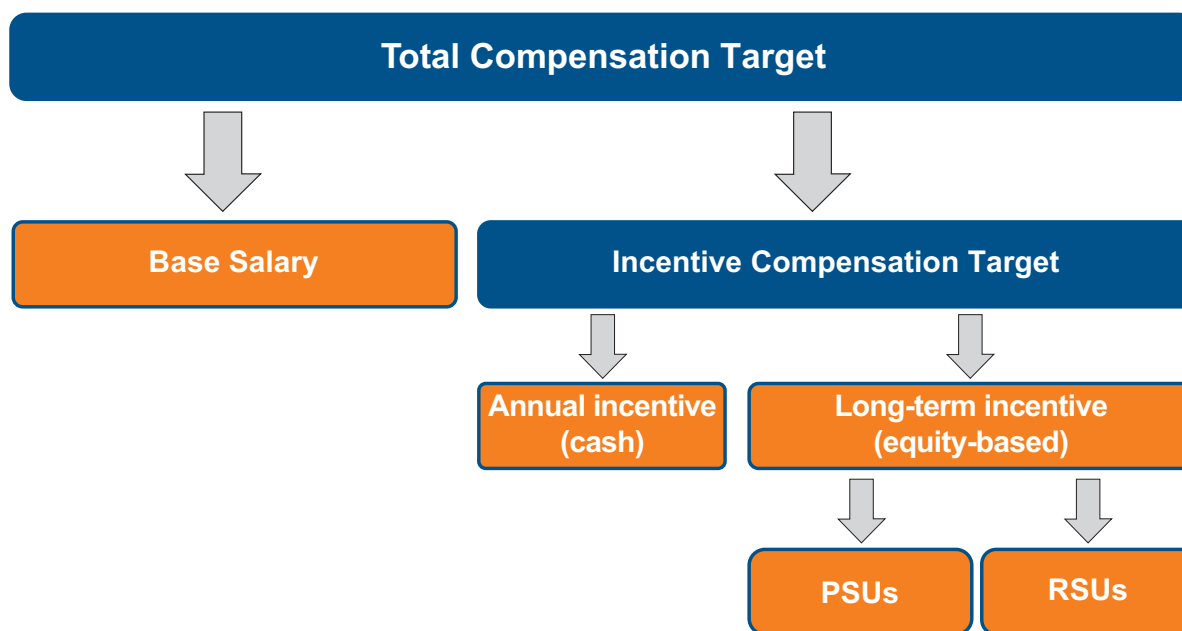 Total Compensation Target
Base Salary
Incentive Compensation Target
Annual incentive
(cash)
Long-term incentive
(equity-based)
PSUs
RSUs